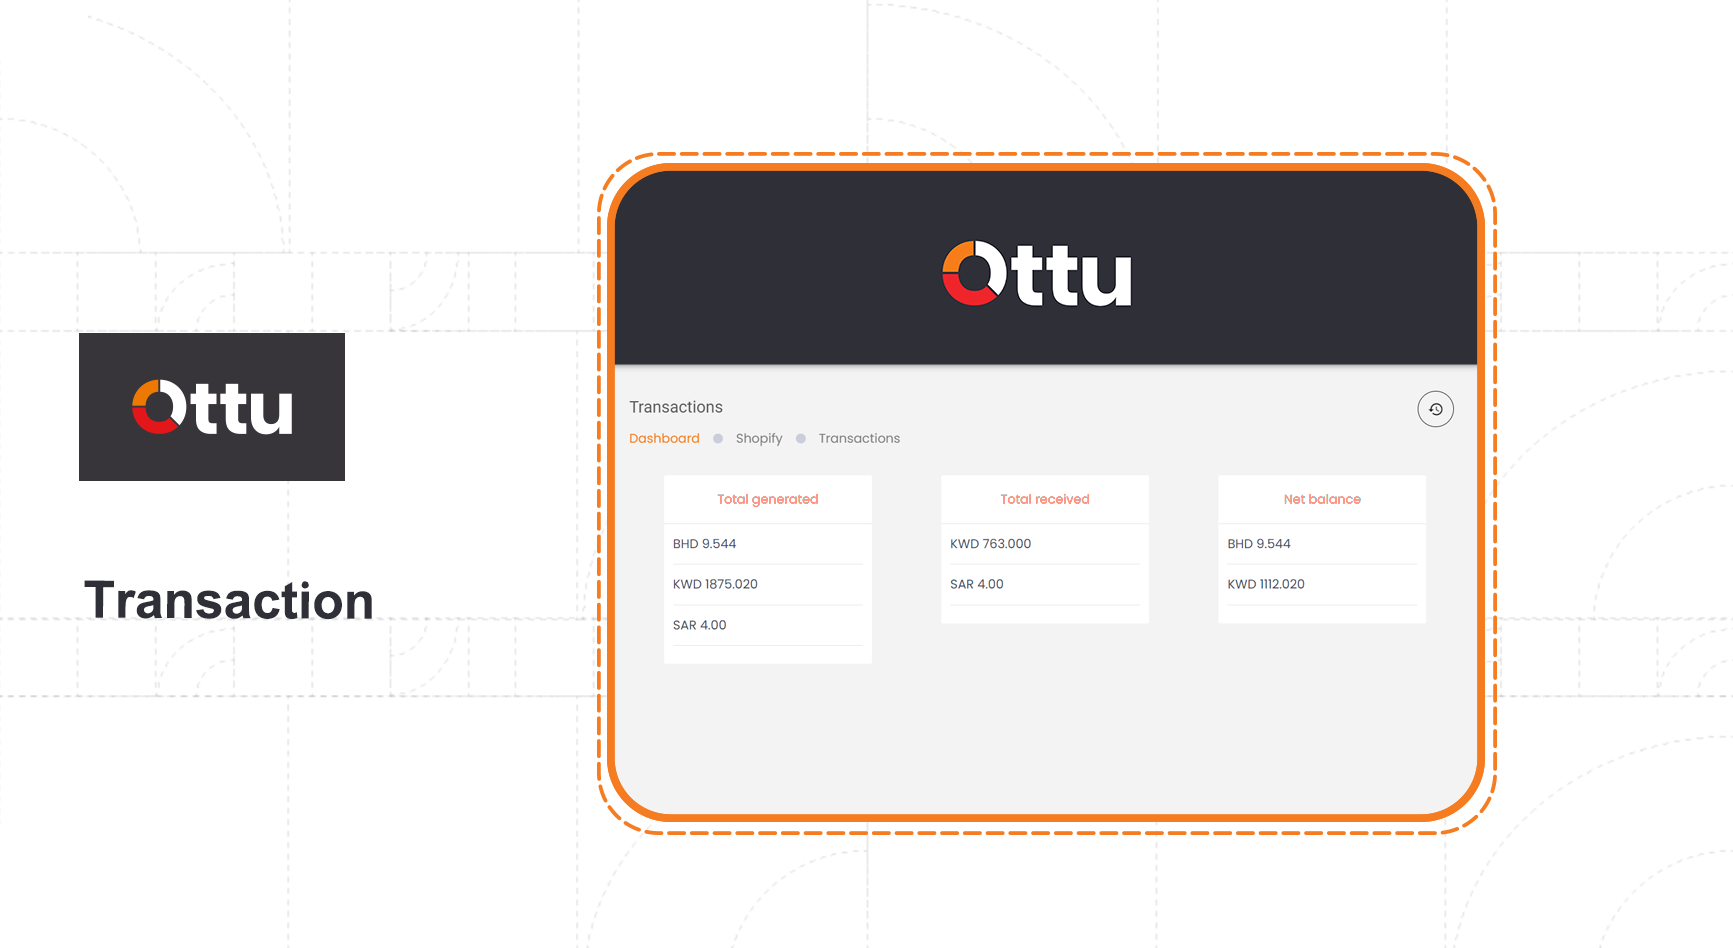 Ottu
Transaction
Ottu
Transactions
Dashboard Shopify Transactions
Total generated
BHD 9.544
KWD 1875.020
SAR 4.00
Total received
KWD 763.000
SAR 4.00
Net balance
BHD 9.544
KWD 1112.020